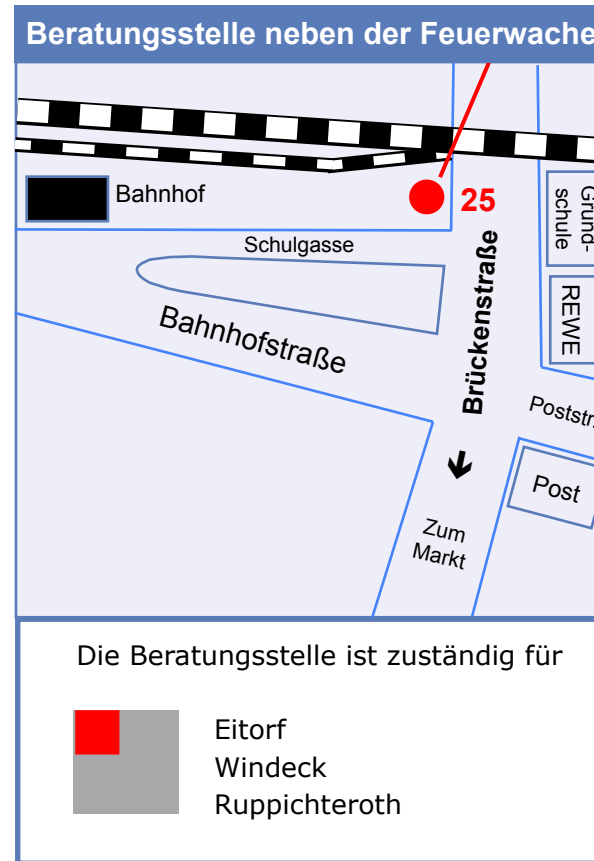 Beratungsstelle neben der Feuerwache
Bahnhof
25
Grund-
schule
Schulgasse
REWE
Bahnhofstraße
Brückenstraße
Poststr
Post
Zum
Markt
Die Beratungsstelle ist zuständig für
Eitorf
Windeck
Ruppichteroth